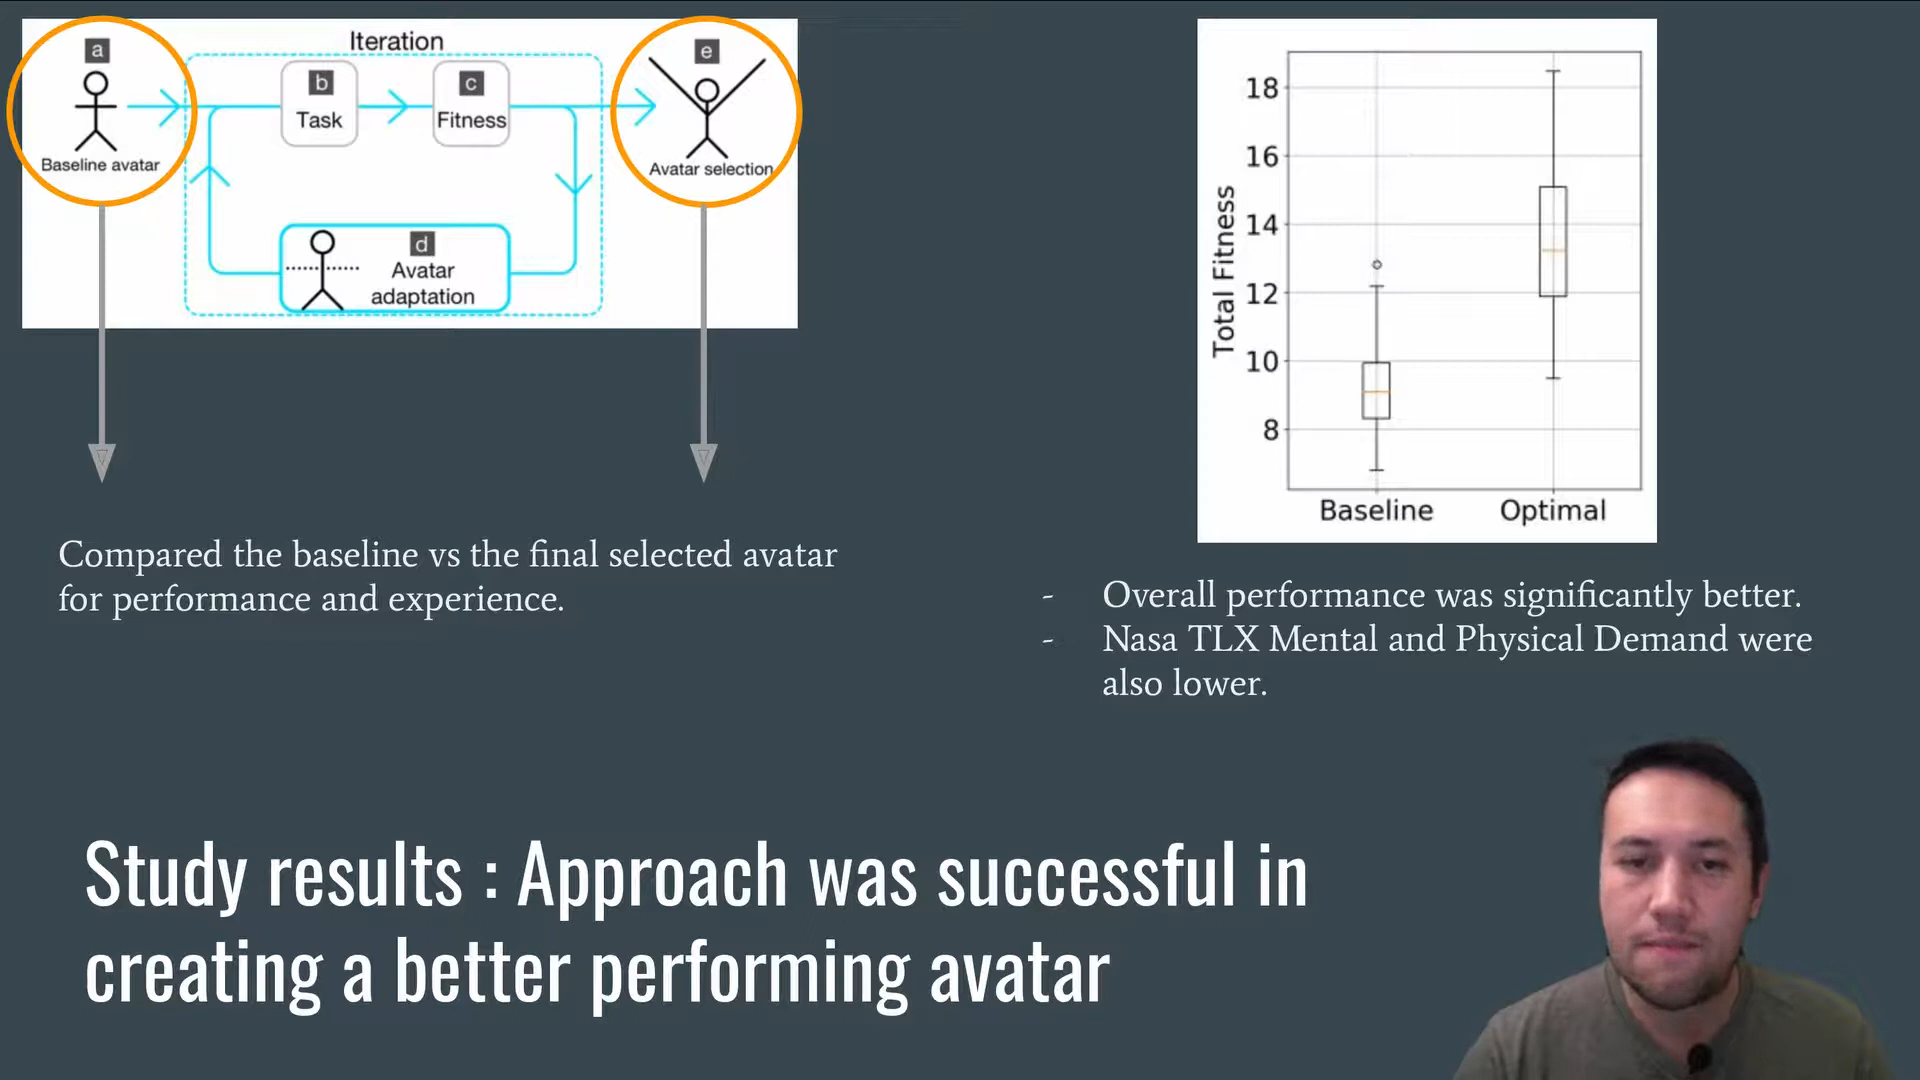 Iteration
a
b
c
e
Task
Fitness
Baseline avatar
Avatar selection
d
Avatar
adaptation
Compared the baseline vs the final selected avatar
for performance and experience.
Total Fitness
18
16
14
12
10
8
Baseline
Optimal
- Overall performance was significantly better.
- Nasa TLX Mental and Physical Demand were
also lower.
Study results : Approach was successful in
creating a better performing avatar